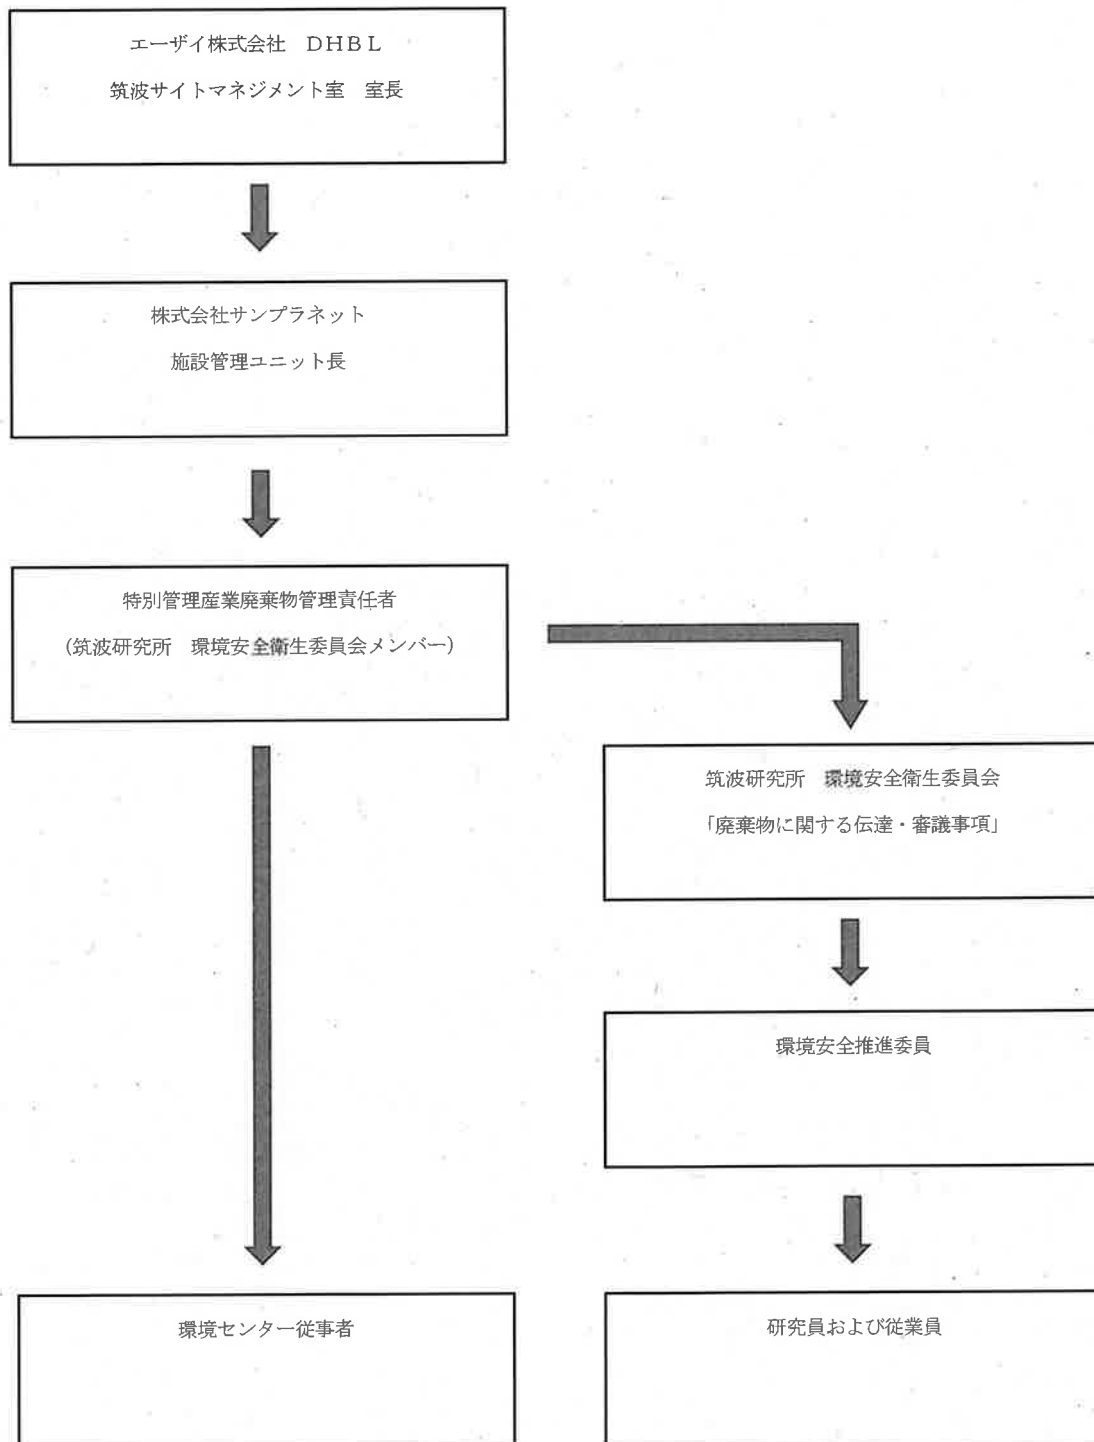 エーザイ株式会社　DHBL
筑波サイトマネジメント室　室長
株式会社サンプラネット
施設管理ユニット長
特別管理産業廃棄物管理責任者
(筑波研究所　環境安全衛生委員会メンバー)
筑波研究所　環境安全衛生委員会
「廃棄物に関する伝達・審議事項」
環境安全推進委員
環境センター従事者
研究員および従業員